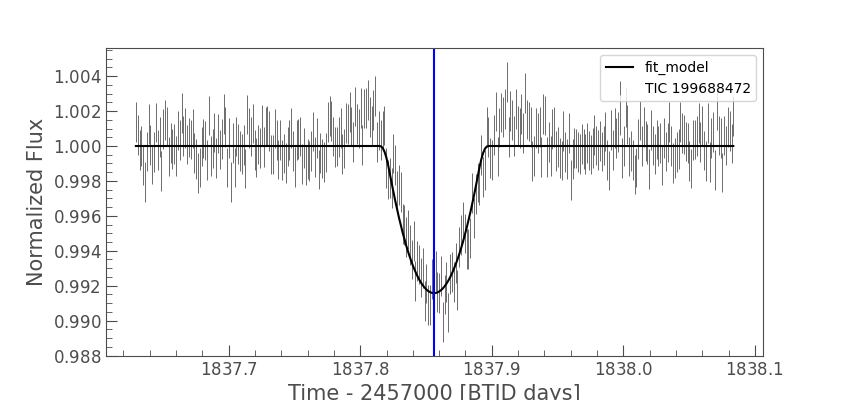 fit_model
TIC 199688472
1.004
1.002
1.000
0.998
0.996
0.994
0.992
0.990
0.988
Normalized Flux
1837.7 1837.8 1837.9 1838.0 1838.1
Time - 2457000 [BTJD days]